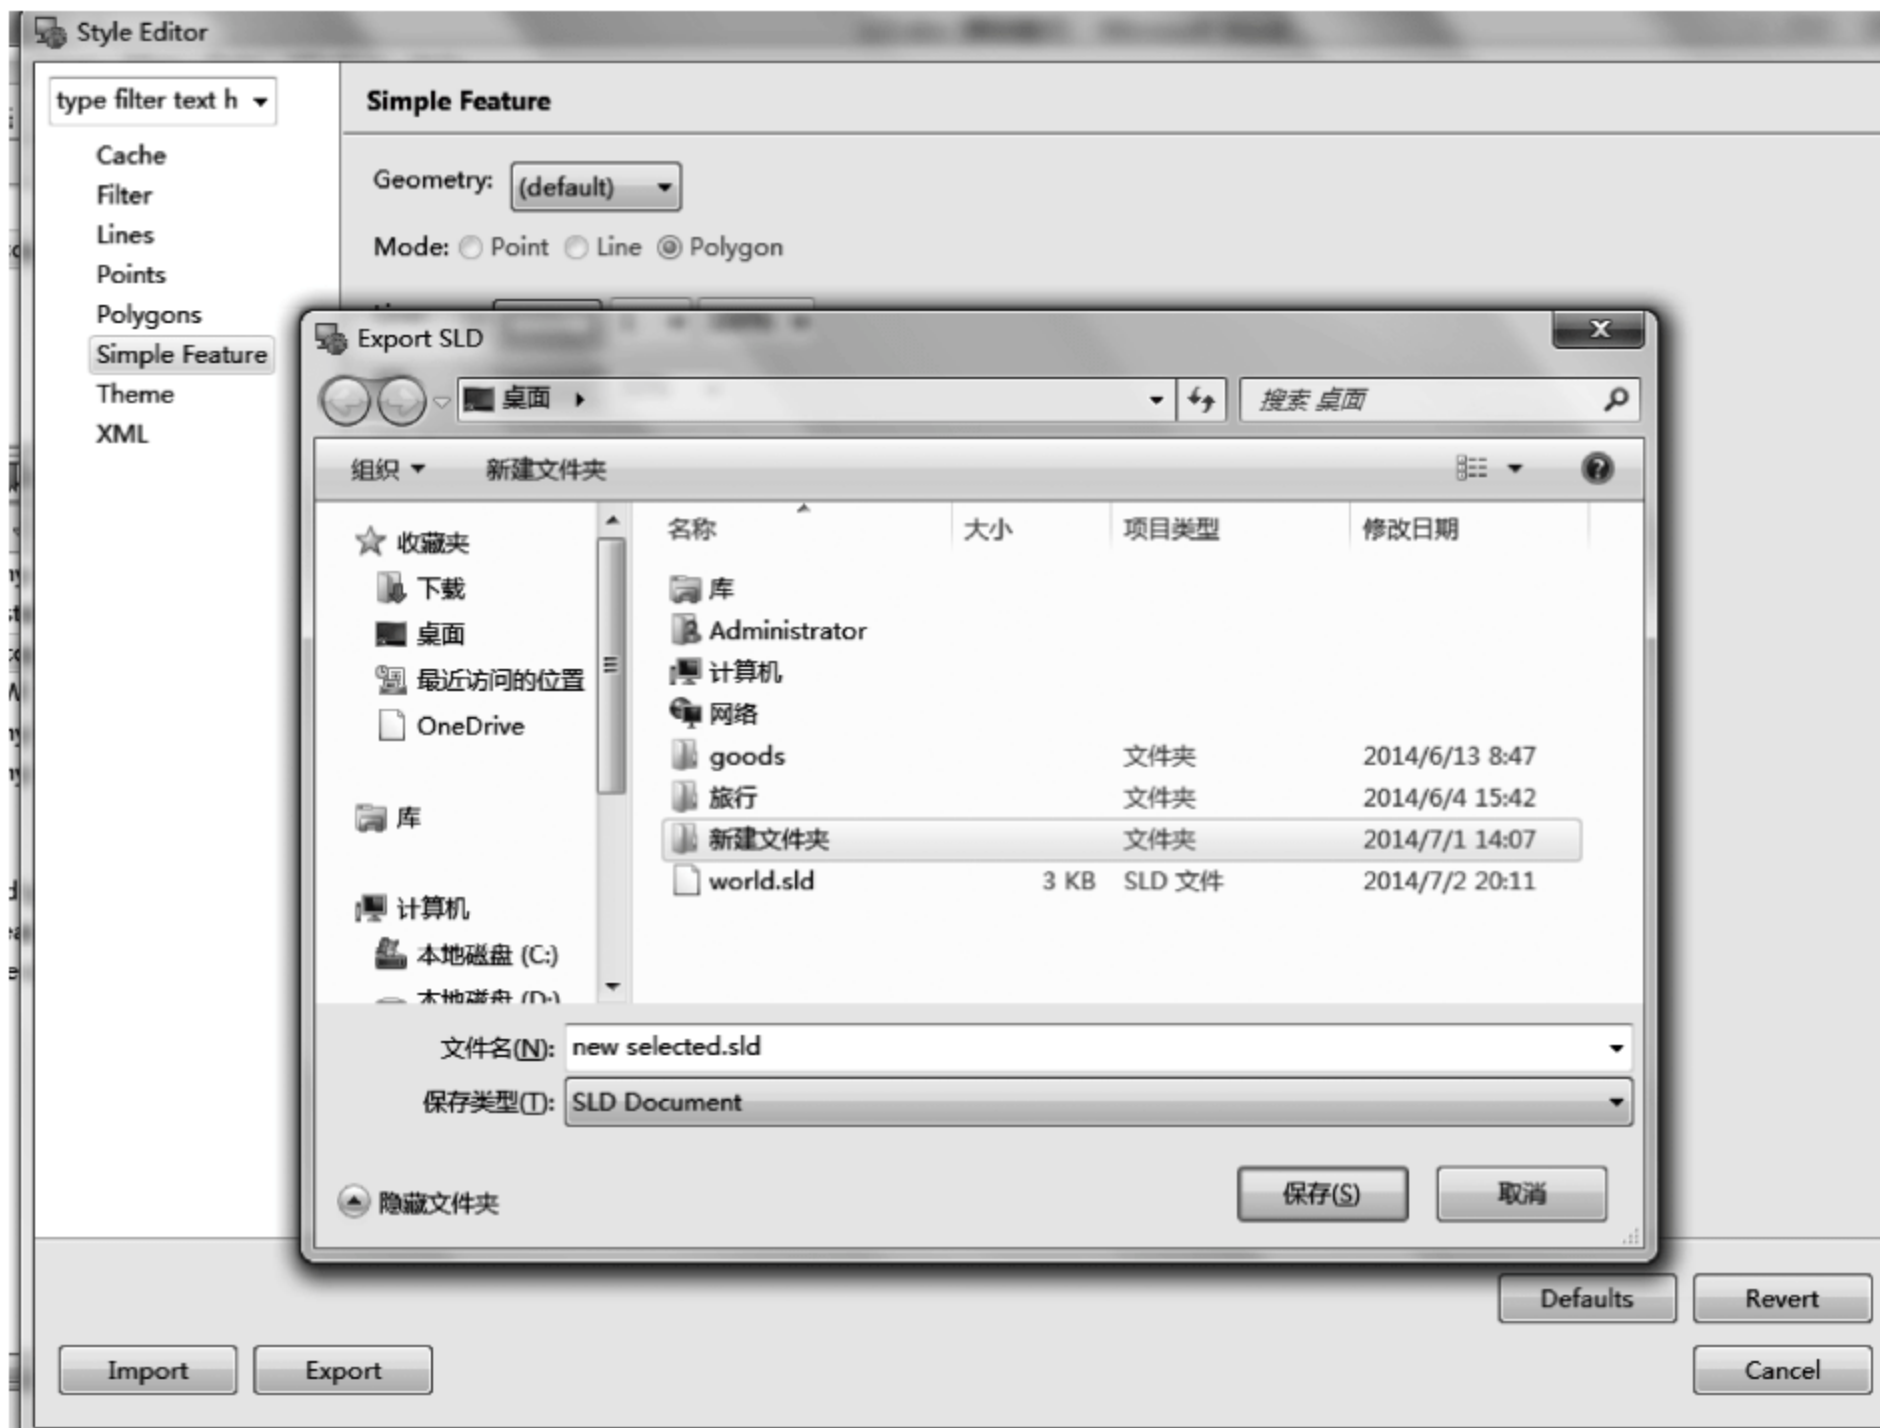 Style Editor
type filter text h
Simple Feature
Cache
Filter
Lines
Points
Polygons
Simple Feature
Theme
XML
Geometry: (default)
Mode: Point Line Polygon
Export SLD
桌面
搜索 桌面
组织 新建文件夹
收藏夹
下载
桌面
最近访问的位置
OneDrive
库
计算机
本地磁盘 (C:)
本地磁盘 (D:)
名称 大小 项目类型 修改日期
库
Administrator
计算机
网络
goods 文件夹 2014/6/13 8:47
旅行 文件夹 2014/6/4 15:42
新建文件夹 文件夹 2014/7/1 14:07
world.sld 3 KB SLD 文件 2014/7/2 20:11
文件名(N): new selected.sld
保存类型(T): SLD Document
隐藏文件夹 保存(S) 取消
Defaults Revert
Import Export Cancel